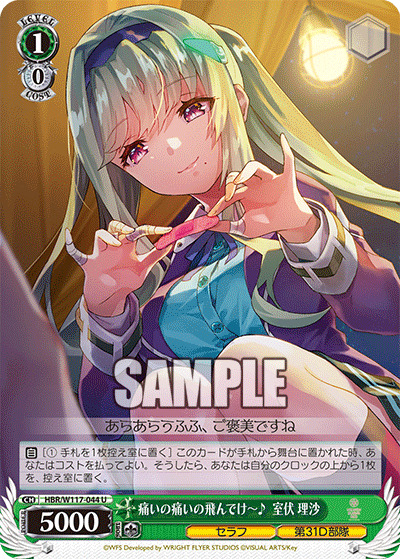 LEVEL
1
0
COST
SAMPLE
あらあらぅふふ、ご褒美ですね
【自】[① 手札を1枚控え室に置く] このカードが手札から舞台に置かれた時、あ
なたはコストを払ってよい。そうしたら、あなたは自分のクロックの上から1枚
を、控え室に置く。
CH HBR/W117-044 U
5000
痛いの痛いの飛んでけ〜♪ 室伏 理沙
セラフ 第31D部隊
©WFS Developed by WRIGHT FLYER STUDIOS ©VISUAL ARTS/Key